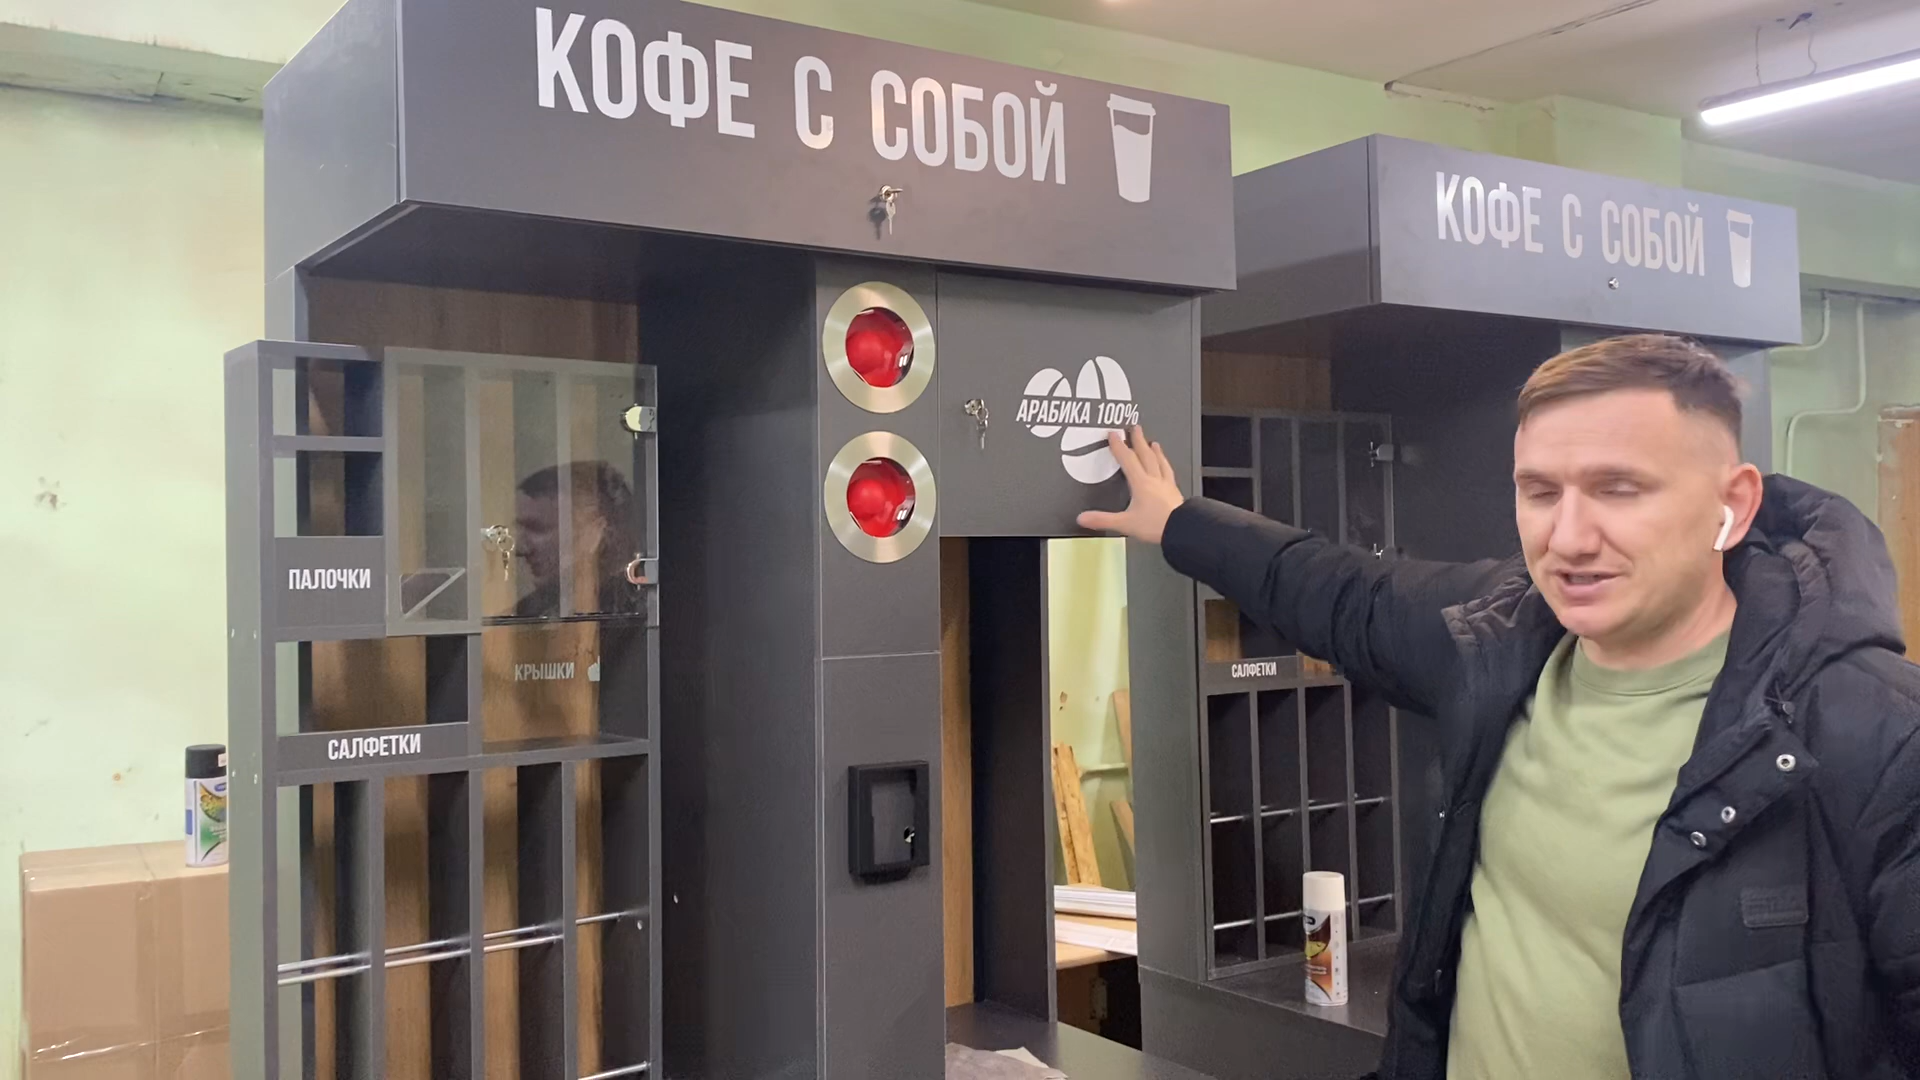 КОФЕ С СОБОЙ
КОФЕ С СОБОЙ
АРАБИКА 100%
ПАЛОЧКИ
КРЫШКИ
САЛФЕТКИ
САЛФЕТКИ